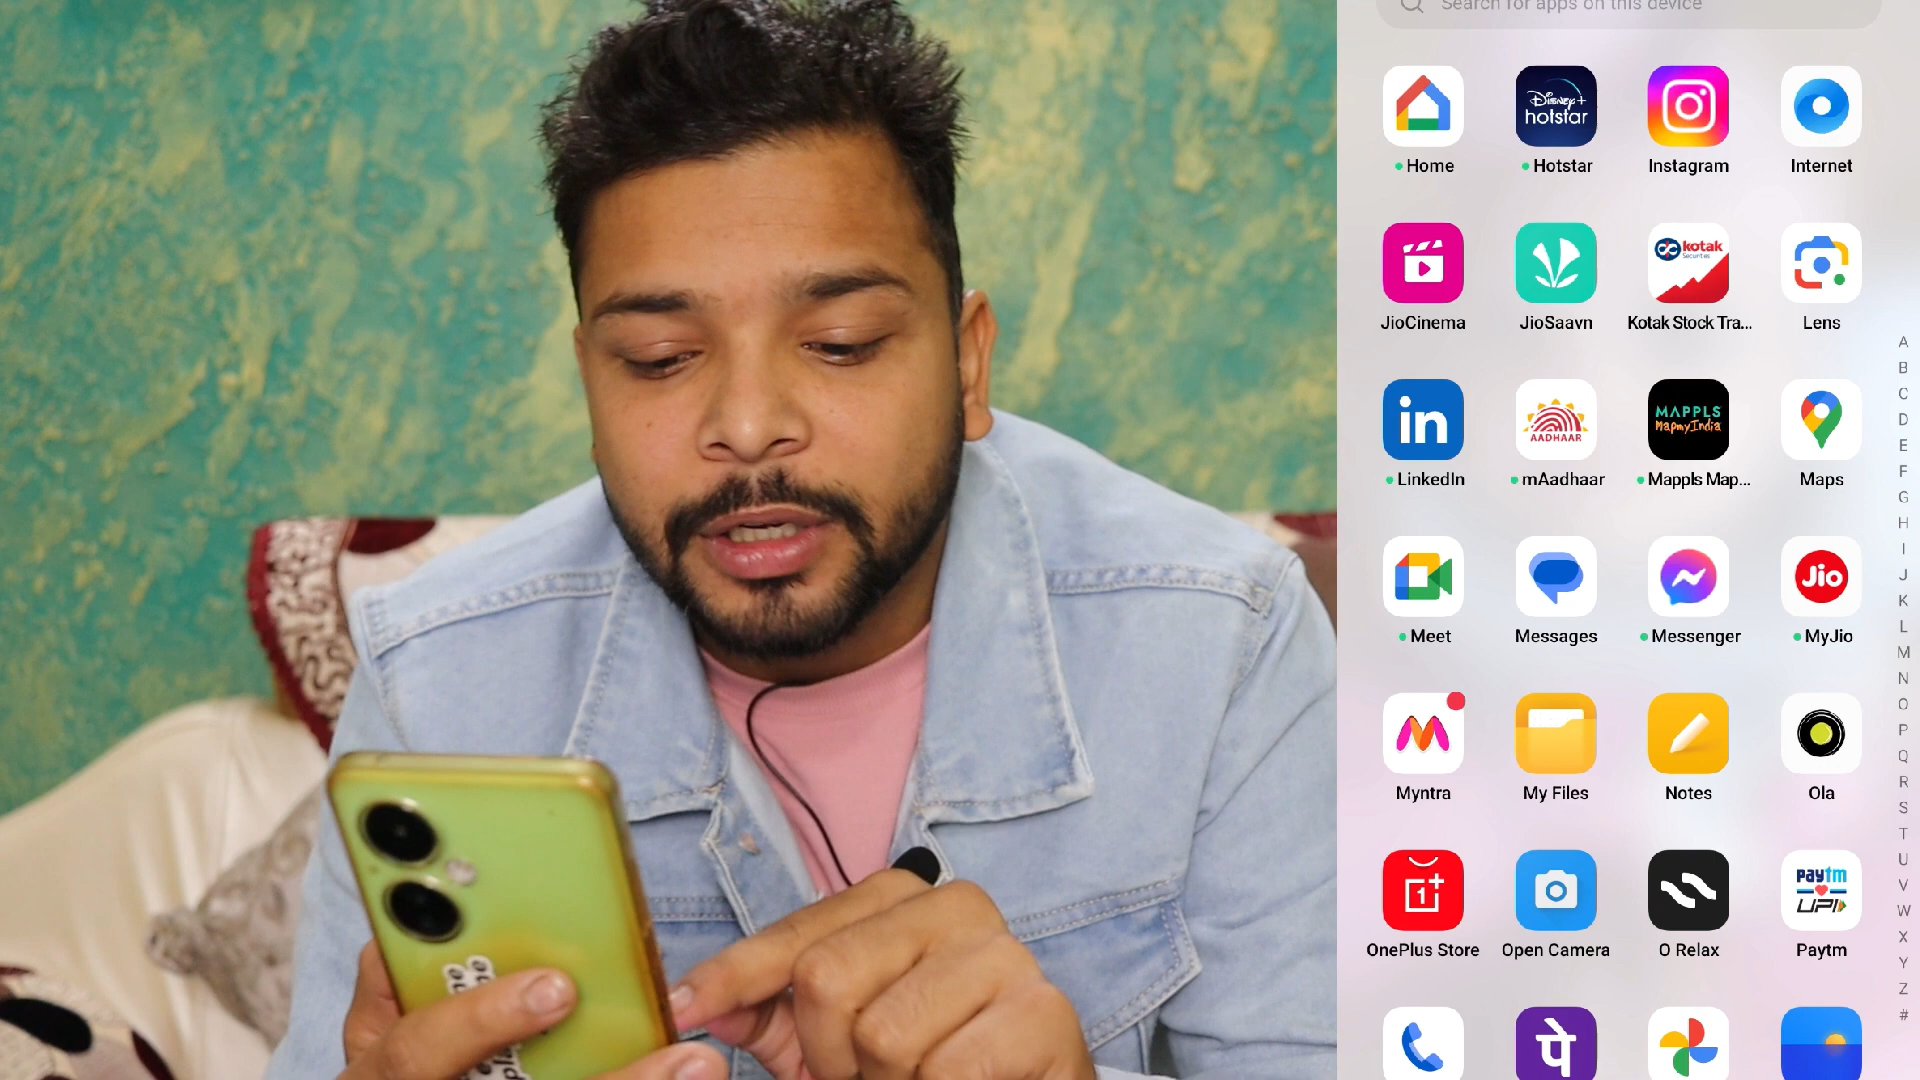 Search for apps on this device
Disney+
hotstar
Home
Hotstar
Instagram
Internet
kotak
Securities
JioCinema
JioSaavn
Kotak Stock Tra...
Lens
A
B
C
D
E
F
G
H
I
J
K
L
M
N
O
P
Q
R
S
T
U
V
W
X
Y
Z
#
in
AADHAAR
MAPPLS
MapmyIndia
LinkedIn
mAadhaar
Mappls Map...
Maps
Jio
Meet
Messages
Messenger
MyJio
Myntra
My Files
Notes
Ola
1+
paytm
UPI
OnePlus Store
Open Camera
O Relax
Paytm
पे